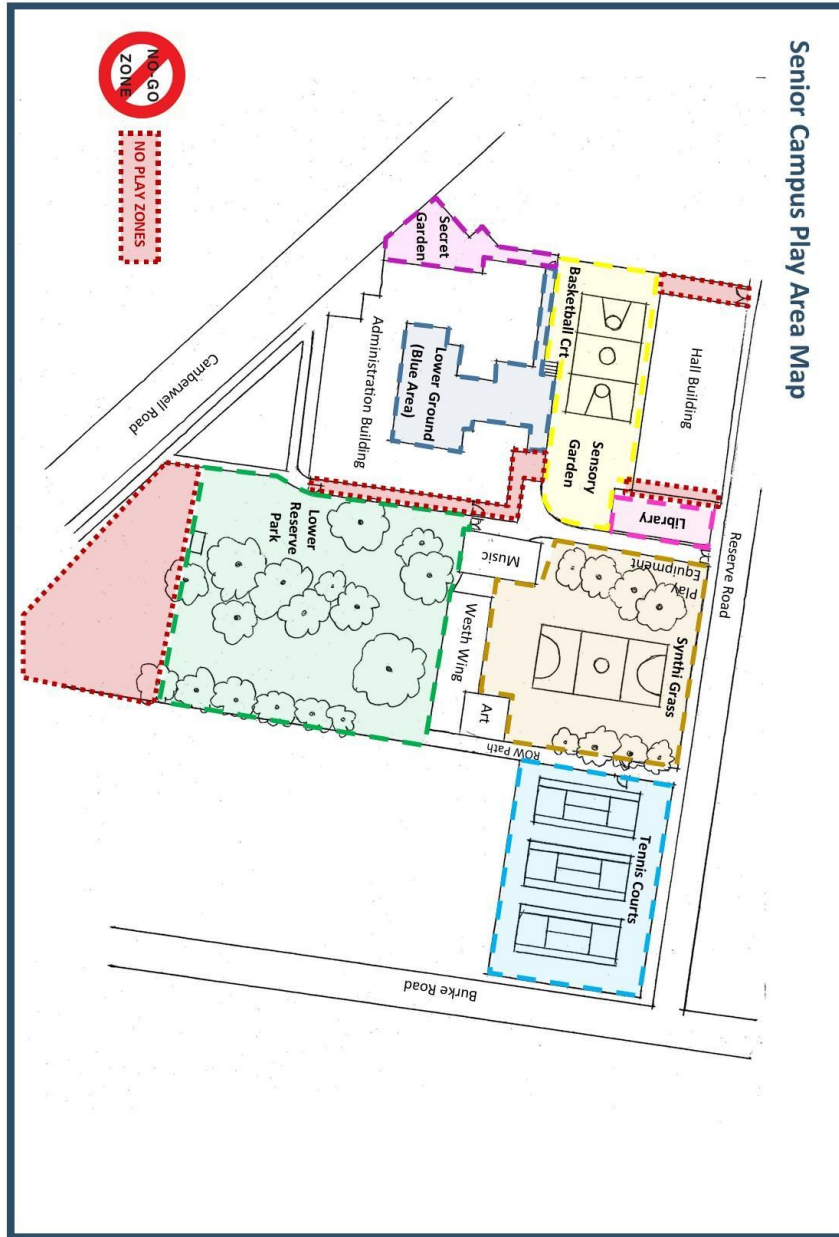 Senior Campus Play Area Map
NO-GO
ZONE
NO PLAY ZONES
Reserve Road
Hall Building
Library
Basketball Crt
Sensory
Garden
Secret
Garden
Lower Ground
(Blue Area)
Administration Building
Camberwell Road
Play
Equipment
Synthi Grass
Music
Westh Wing
Art
ROW Path
Lower
Reserve
Park
Tennis Courts
Burke Road